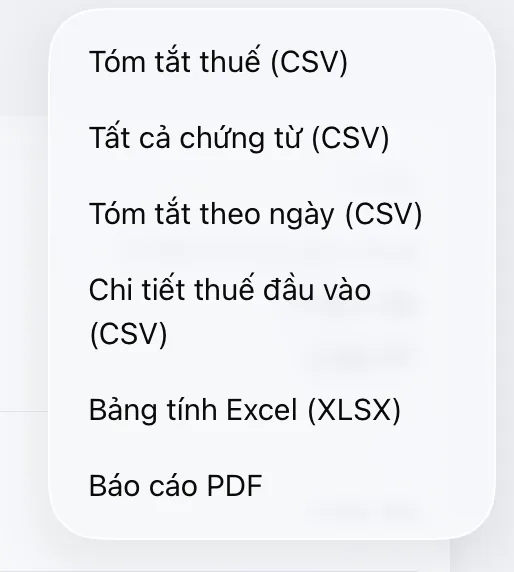 Tóm tắt thuế (CSV)
Tất cả chứng từ (CSV)
Tóm tắt theo ngày (CSV)
Chi tiết thuế đầu vào
(CSV)
Bảng tính Excel (XLSX)
Báo cáo PDF